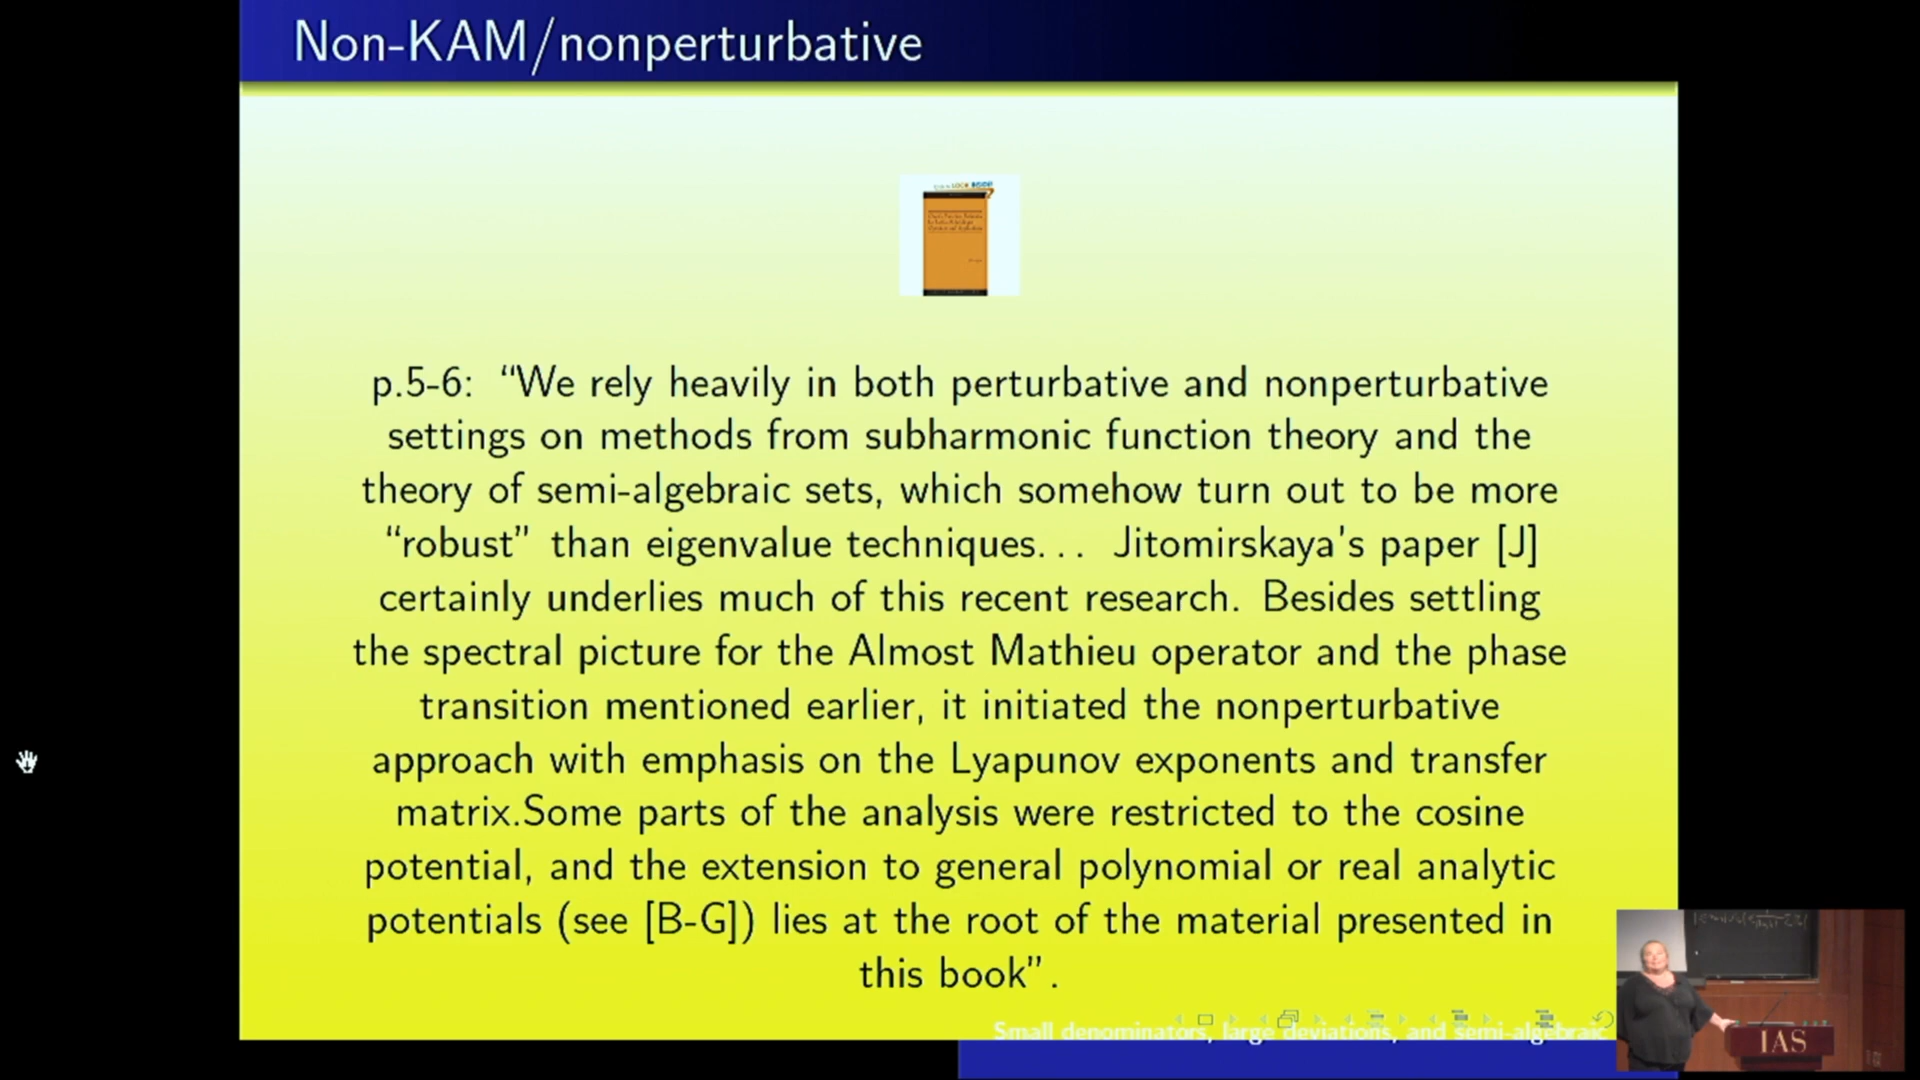 Non-KAM/nonperturbative
LOOK INSIDE!
p.5-6: “We rely heavily in both perturbative and nonperturbative
settings on methods from subharmonic function theory and the
theory of semi-algebraic sets, which somehow turn out to be more
“robust” than eigenvalue techniques... Jitomirskaya’s paper [J]
certainly underlies much of this recent research. Besides settling
the spectral picture for the Almost Mathieu operator and the phase
transition mentioned earlier, it initiated the nonperturbative
approach with emphasis on the Lyapunov exponents and transfer
matrix.Some parts of the analysis were restricted to the cosine
potential, and the extension to general polynomial or real analytic
potentials (see [B-G]) lies at the root of the material presented in
this book”.
Small denominators, large deviations, and semi-algebraic
IAS